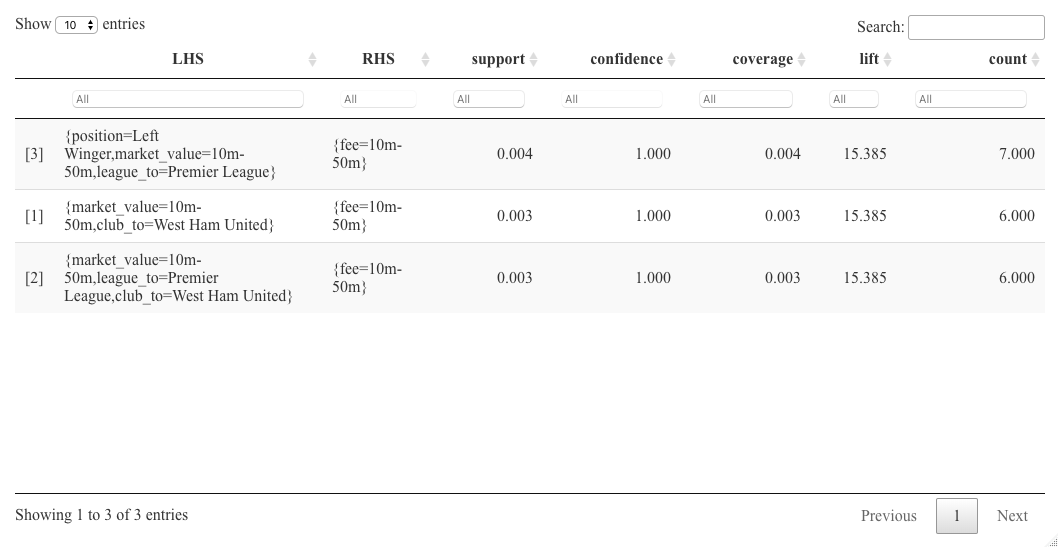 Show 10 entries
Search:
LHS RHS support confidence coverage lift count
All All All All All All All
[3] {position=Left Winger,market_value=10m-50m,league_to=Premier League} {fee=10m-50m} 0.004 1.000 0.004 15.385 7.000
[1] {market_value=10m-50m,club_to=West Ham United} {fee=10m-50m} 0.003 1.000 0.003 15.385 6.000
[2] {market_value=10m-50m,league_to=Premier League,club_to=West Ham United} {fee=10m-50m} 0.003 1.000 0.003 15.385 6.000
Showing 1 to 3 of 3 entries
Previous 1 Next